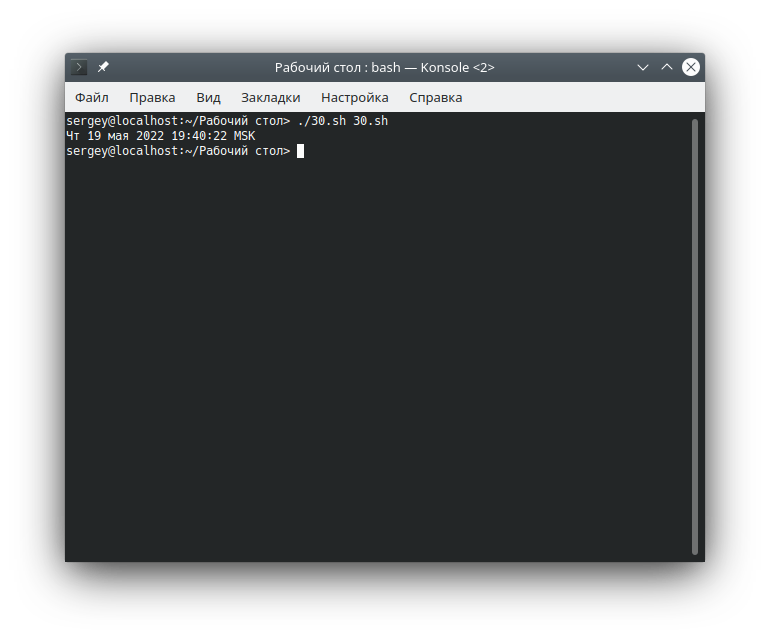 Рабочий стол : bash — Konsole <2>
Файл Правка Вид Закладки Настройка Справка
sergey@localhost:~/Рабочий стол> ./30.sh 30.sh
Чт 19 мая 2022 19:40:22 MSK
sergey@localhost:~/Рабочий стол>